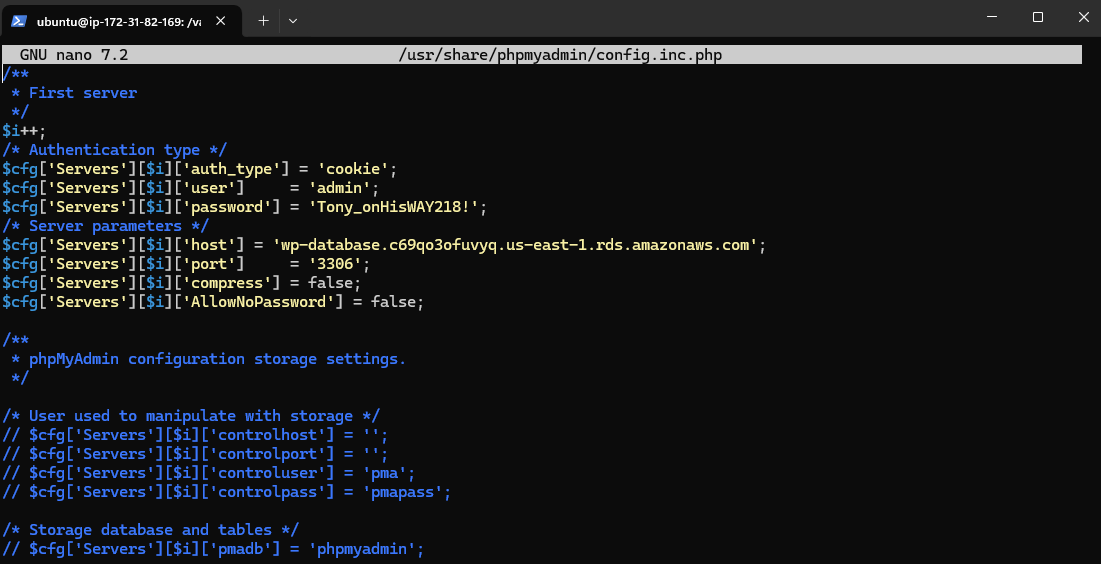 ubuntu@ip-172-31-82-169: /va
GNU nano 7.2 /usr/share/phpmyadmin/config.inc.php
/**
 * First server
 */
$i++;
/* Authentication type */
$cfg['Servers'][$i]['auth_type'] = 'cookie';
$cfg['Servers'][$i]['user']     = 'admin';
$cfg['Servers'][$i]['password'] = 'Tony_onHisWAY218!';
/* Server parameters */
$cfg['Servers'][$i]['host'] = 'wp-database.c69qo3ofuvyq.us-east-1.rds.amazonaws.com';
$cfg['Servers'][$i]['port']     = '3306';
$cfg['Servers'][$i]['compress'] = false;
$cfg['Servers'][$i]['AllowNoPassword'] = false;
/**
 * phpMyAdmin configuration storage settings.
 */
/* User used to manipulate with storage */
// $cfg['Servers'][$i]['controlhost'] = '';
// $cfg['Servers'][$i]['controlport'] = '';
// $cfg['Servers'][$i]['controluser'] = 'pma';
// $cfg['Servers'][$i]['controlpass'] = 'pmapass';
/* Storage database and tables */
// $cfg['Servers'][$i]['pmadb'] = 'phpmyadmin';